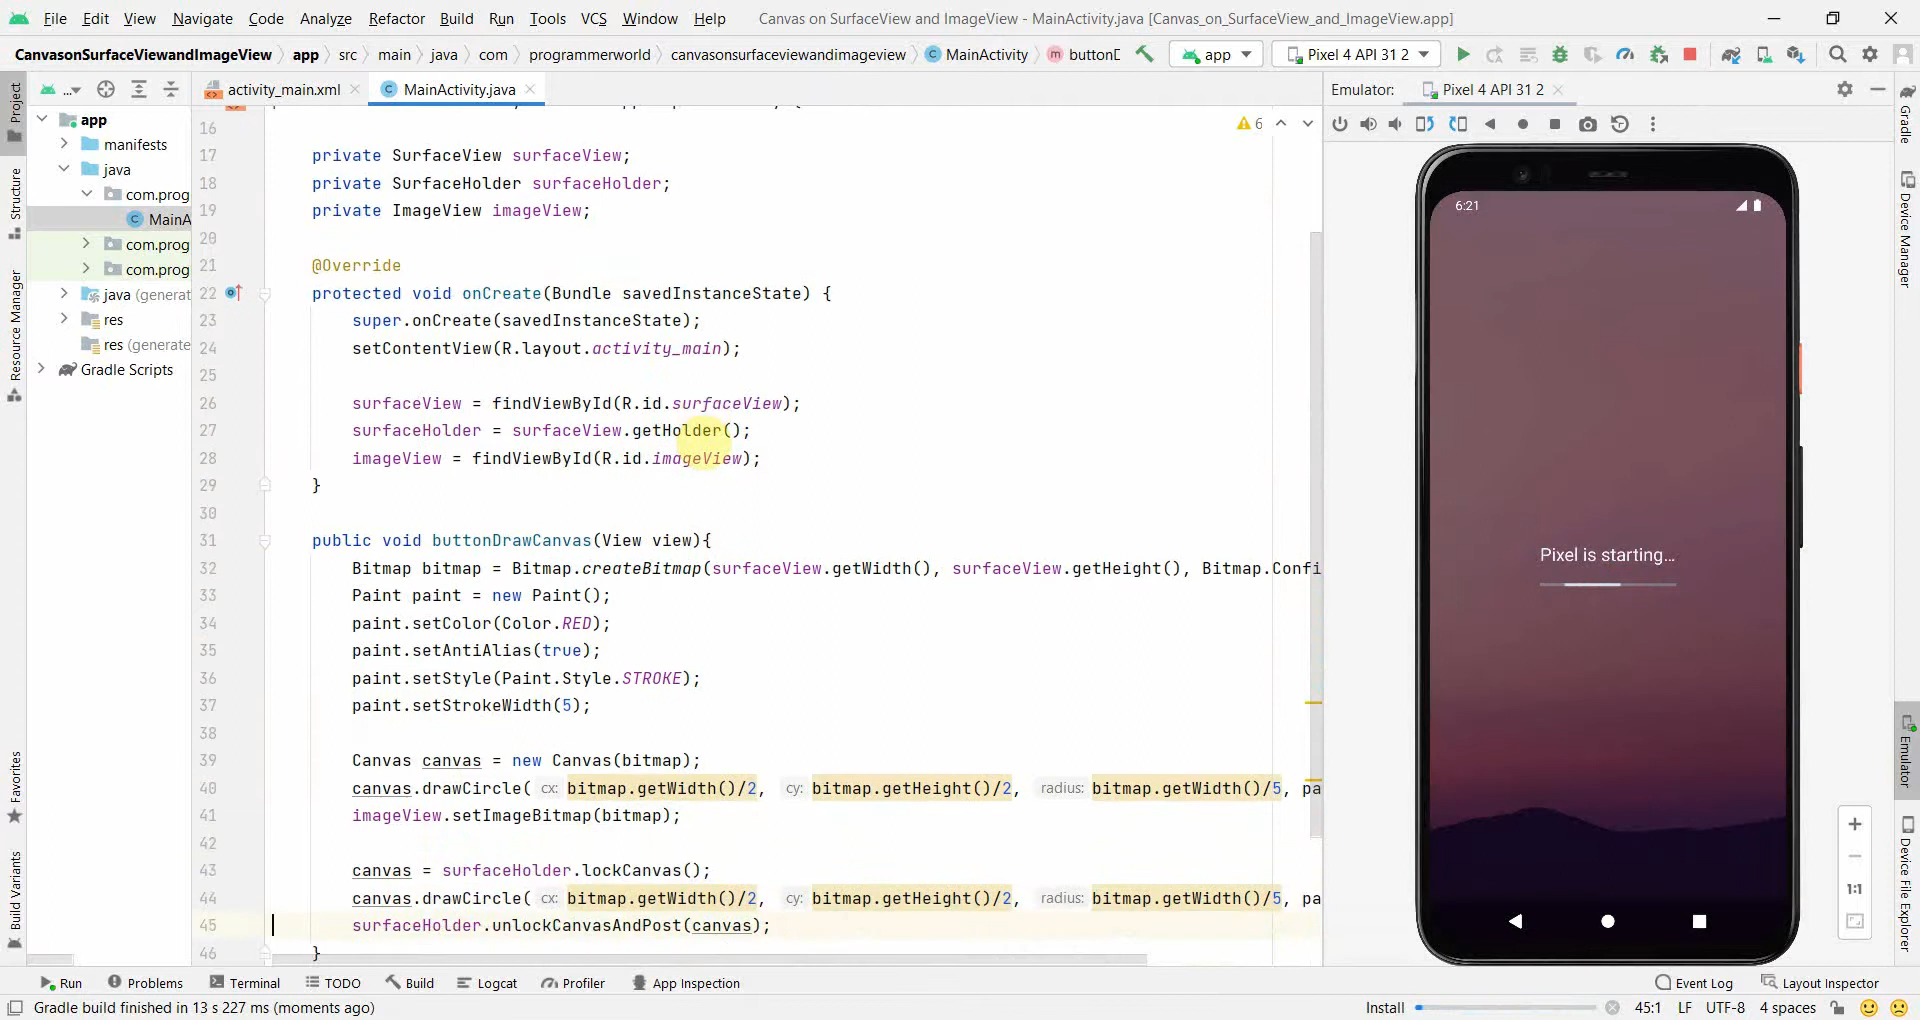 File Edit View Navigate Code Analyze Refactor Build Run Tools VCS Window Help Canvas on SurfaceView and ImageView - MainActivity.java [Canvas_on_SurfaceView_and_ImageView.app]
CanvasonSurfaceViewandImageView app src main java com programmerworld canvasonsurfaceviewandimageview MainActivity buttonD app Pixel 4 API 31 2
Project
... activity_main.xml MainActivity.java Emulator: Pixel 4 API 31 2
app
manifests
java
com.prog
MainA
com.prog
com.prog
java (generat
res
res (generate
Gradle Scripts
Structure
Resource Manager
Favorites
Build Variants
6
16
17 private SurfaceView surfaceView;
18 private SurfaceHolder surfaceHolder;
19 private ImageView imageView;
20
21 @Override
22 protected void onCreate(Bundle savedInstanceState) {
23 super.onCreate(savedInstanceState);
24 setContentView(R.layout.activity_main);
25
26 surfaceView = findViewById(R.id.surfaceView);
27 surfaceHolder = surfaceView.getHolder();
28 imageView = findViewById(R.id.imageView);
29 }
30
31 public void buttonDrawCanvas(View view){
32 Bitmap bitmap = Bitmap.createBitmap(surfaceView.getWidth(), surfaceView.getHeight(), Bitmap.Confi
33 Paint paint = new Paint();
34 paint.setColor(Color.RED);
35 paint.setAntiAlias(true);
36 paint.setStyle(Paint.Style.STROKE);
37 paint.setStrokeWidth(5);
38
39 Canvas canvas = new Canvas(bitmap);
40 canvas.drawCircle( cx: bitmap.getWidth()/2, cy: bitmap.getHeight()/2, radius: bitmap.getWidth()/5, pa
41 imageView.setImageBitmap(bitmap);
42
43 canvas = surfaceHolder.lockCanvas();
44 canvas.drawCircle( cx: bitmap.getWidth()/2, cy: bitmap.getHeight()/2, radius: bitmap.getWidth()/5, pa
45 surfaceHolder.unlockCanvasAndPost(canvas);
46 }
6:21
Pixel is starting...
1:1
Gradle
Device Manager
Emulator
Device File Explorer
Run Problems Terminal TODO Build Logcat Profiler App Inspection Event Log Layout Inspector
Gradle build finished in 13 s 227 ms (moments ago) Install 45:1 LF UTF-8 4 spaces